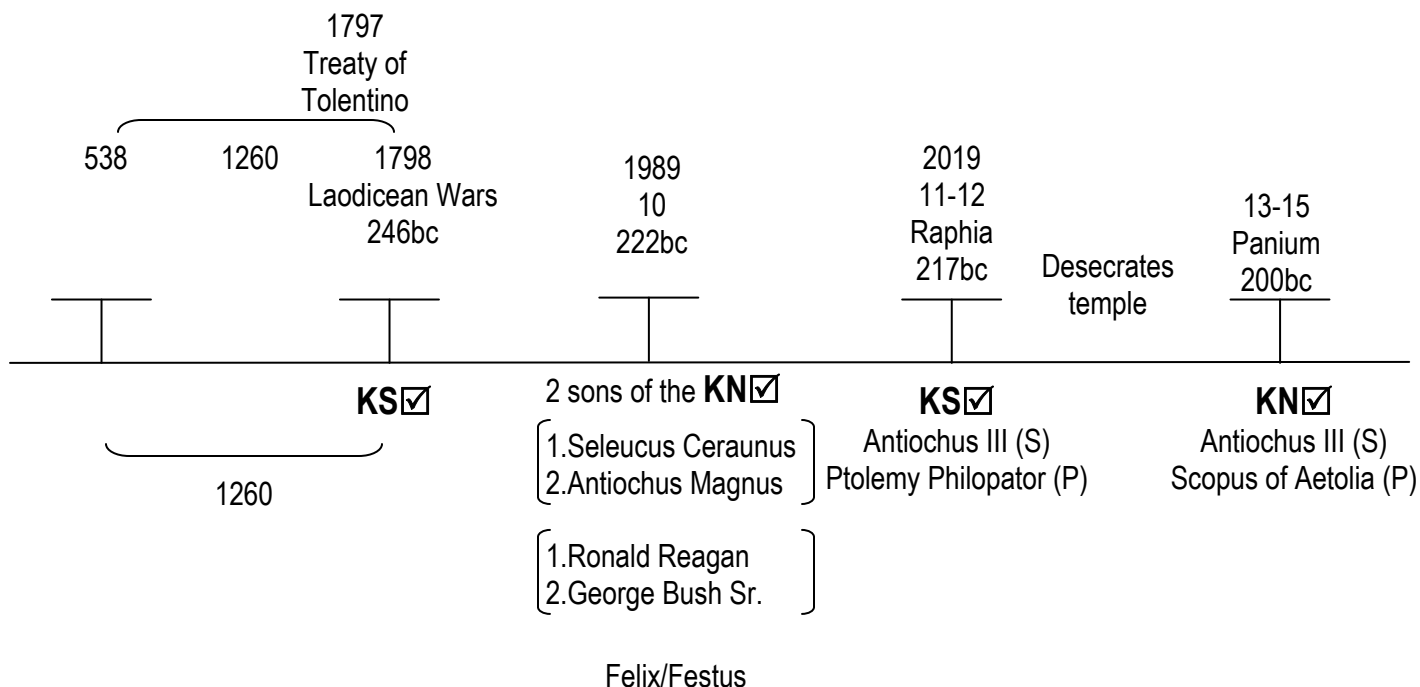 1797
Treaty of
Tolentino
538 1260 1798
Laodicean Wars
246bc
1989
10
222bc
2019
11-12
Raphia
217bc
Desecrates
temple
13-15
Panium
200bc
KS☑
1260
2 sons of the KN☑
1.Seleucus Ceraunus
2.Antiochus Magnus
1.Ronald Reagan
2.George Bush Sr.
Felix/Festus
KS☑
Antiochus III (S)
Ptolemy Philopator (P)
KN☑
Antiochus III (S)
Scopus of Aetolia (P)